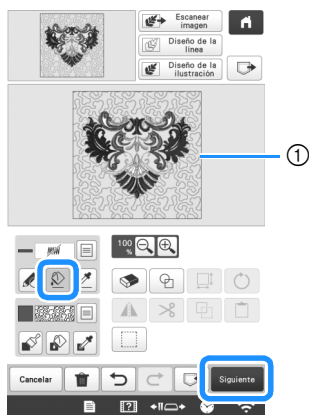 Escanear
imagen
Diseño de la
línea
Diseño de la
ilustración
①
100
%
Cancelar
Siguiente